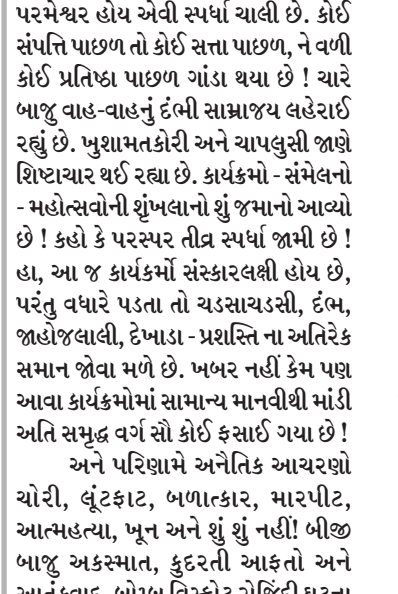 પરમેશ્વર હોય એવી સ્પર્ધા ચાલી છે. કોઈ
સંપત્તિ પાછળ તો કોઈ સત્તા પાછળ, ને વળી
કોઈ પ્રતિષ્ઠા પાછળ ગાંડા થયા છે ! ચારે
બાજુ વાહ-વાહનું દંભી સામ્રાજય લહેરાઈ
રહ્યું છે. ખુશામતકોરી અને ચાપલુસી જાણે
શિષ્ટાચાર થઈ રહ્યા છે. કાર્યક્રમો - સંમેલનો
- મહોત્સવોની શૃંખલાનો શું જમાનો આવ્યો
છે ! કહો કે પરસ્પર તીવ્ર સ્પર્ધા જામી છે !
હા, આ જ કાર્યકર્મો સંસ્કારલક્ષી હોય છે,
પરંતુ વધારે પડતા તો ચડસાચડસી, દંભ,
જાહોજલાલી, દેખાડા - પ્રશસ્તિ ના અતિરેક
સમાન જોવા મળે છે. ખબર નહીં કેમ પણ
આવા કાર્યક્રમોમાં સામાન્ય માનવીથી માંડી
અતિ સમૃદ્ધ વર્ગ સૌ કોઈ ફસાઈ ગયા છે !
અને પરિણામે અનૈતિક આચરણો
ચોરી, લૂંટફાટ, બળાત્કાર, મારપીટ,
આત્મહત્યા, ખૂન અને શું શું નહીં! બીજી
બાજુ અકસ્માત, કુદરતી આફતો અને